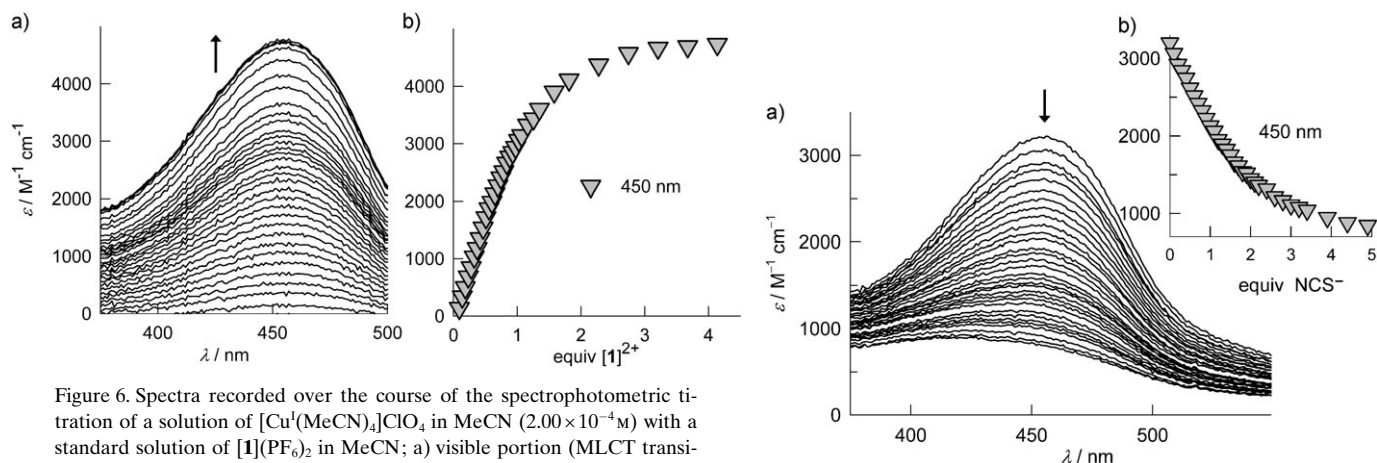 a)
b)
4000
3000
2000
1000
0
ε / M⁻¹ cm⁻¹
400 450 500
λ / nm
5000
4000
3000
2000
1000
0
450 nm
0 1 2 3 4
equiv [1]²⁺
Figure 6. Spectra recorded over the course of the spectrophotometric ti-
tration of a solution of [Cuᴵ(MeCN)₄]ClO₄ in MeCN (2.00×10⁻⁴ M) with a
standard solution of [1](PF₆)₂ in MeCN; a) visible portion (MLCT transi-
a)
3000
2000
1000
0
ε / M⁻¹ cm⁻¹
400 450 500
λ / nm
b)
3000
2000
1000
450 nm
0 1 2 3 4 5
equiv NCS⁻